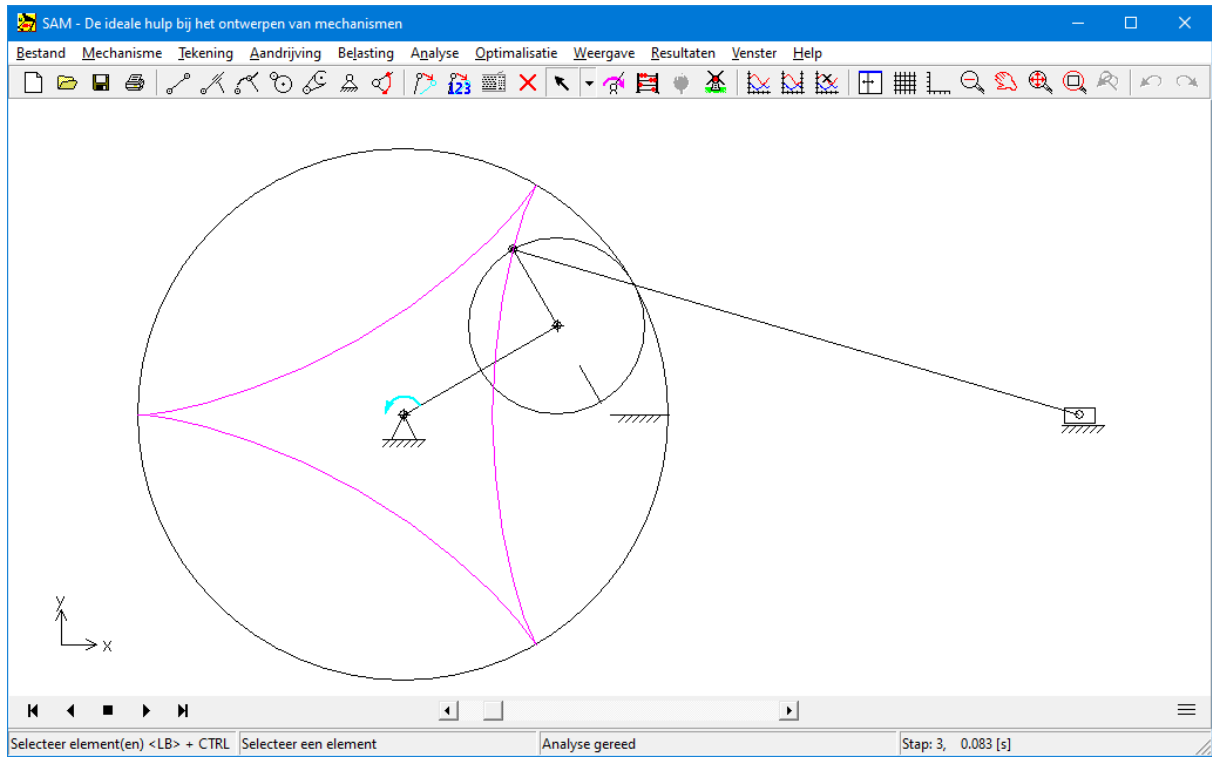 SAM - De ideale hulp bij het ontwerpen van mechanismen
Bestand Mechanisme Tekening Aandrijving Belasting Analyse Optimalisatie Weergave Resultaten Venster Help
123
y
x
Selecteer element(en) <LB> + CTRL Selecteer een element Analyse gereed Stap: 3, 0.083 [s]